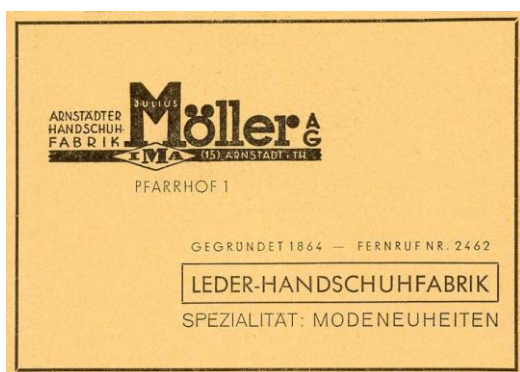 ARNSTÄDTER
HANDSCHUH-
FABRIK
JULIUS
Möller AG
IMA
(15) ARNSTADT i. TH.
PFARRHOF 1
GEGRÜNDET 1864 — FERNRUF NR. 2462
LEDER-HANDSCHUHFABRIK
SPEZIALITÄT: MODENEUHEITEN